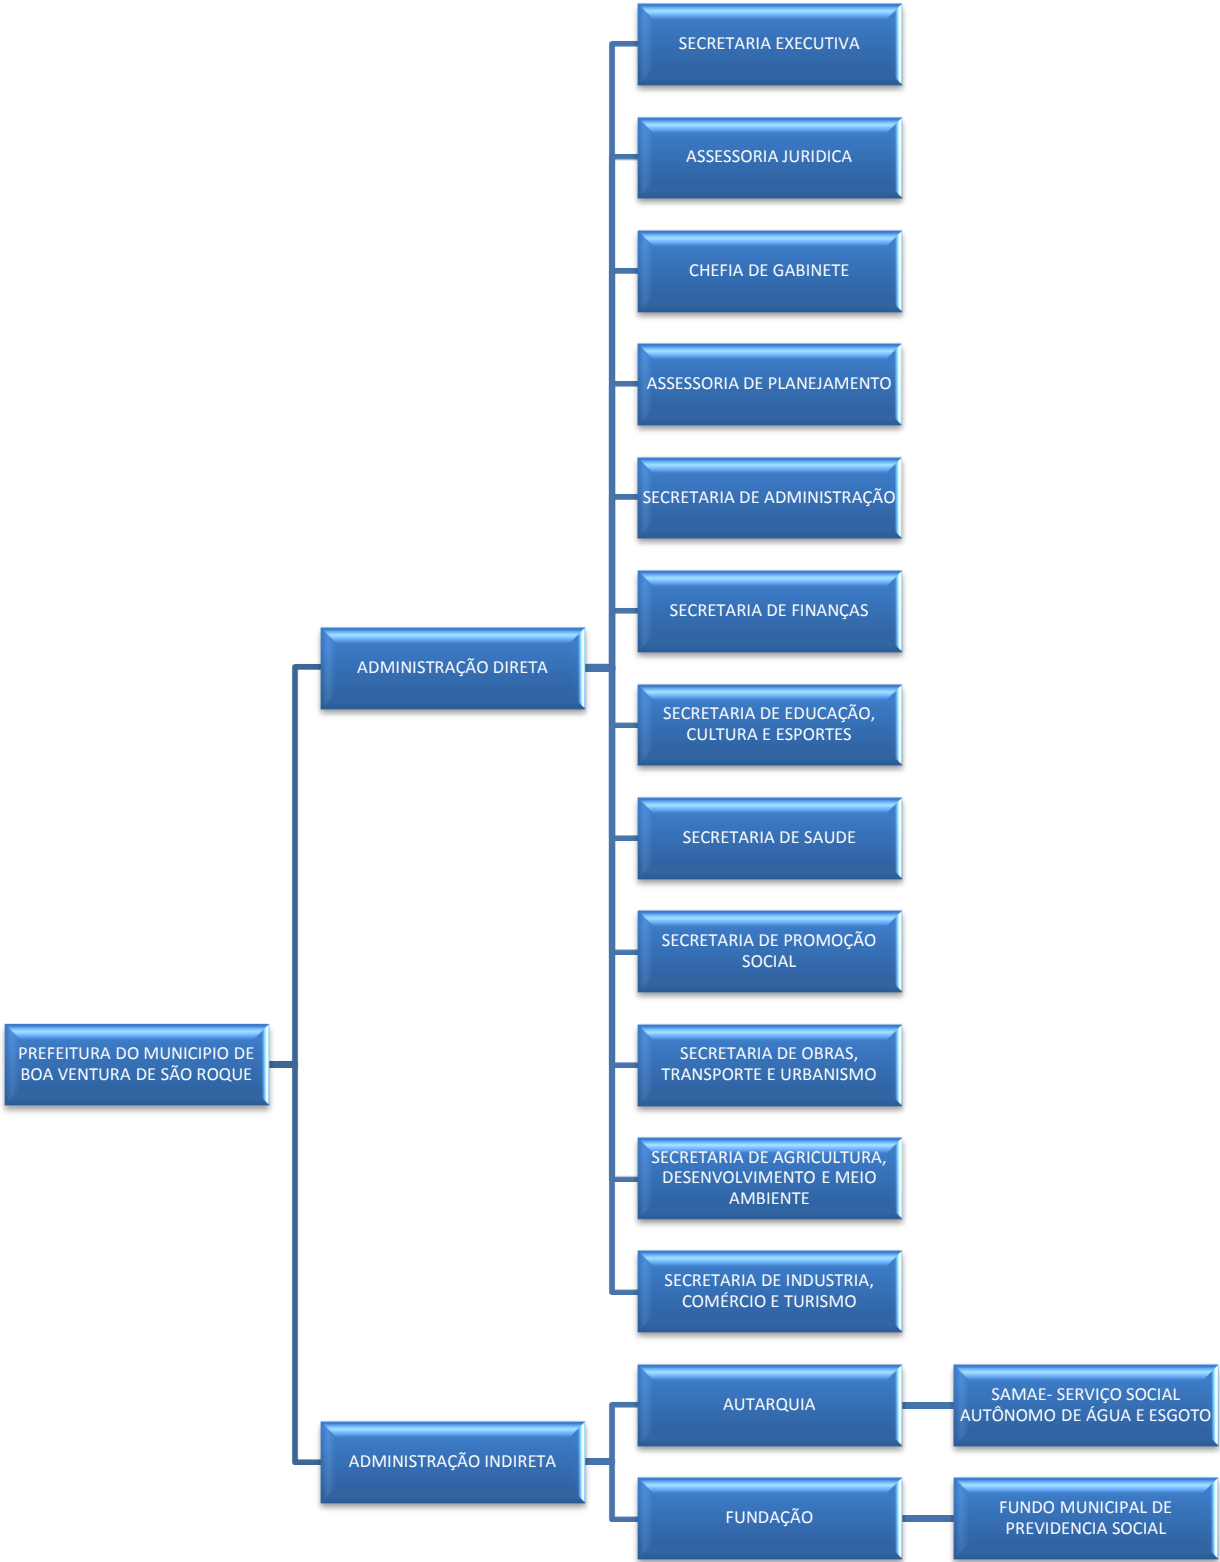 SECRETARIA EXECUTIVA
ASSESSORIA JURIDICA
CHEFIA DE GABINETE
ASSESSORIA DE PLANEJAMENTO
SECRETARIA DE ADMINISTRAÇÃO
SECRETARIA DE FINANÇAS
ADMINISTRAÇÃO DIRETA
SECRETARIA DE EDUCAÇÃO,
CULTURA E ESPORTES
SECRETARIA DE SAUDE
SECRETARIA DE PROMOÇÃO
SOCIAL
PREFEITURA DO MUNICIPIO DE
BOA VENTURA DE SÃO ROQUE
SECRETARIA DE OBRAS,
TRANSPORTE E URBANISMO
SECRETARIA DE AGRICULTURA,
DESENVOLVIMENTO E MEIO
AMBIENTE
SECRETARIA DE INDUSTRIA,
COMÉRCIO E TURISMO
AUTARQUIA
SAMAE- SERVIÇO SOCIAL
AUTÔNOMO DE ÁGUA E ESGOTO
ADMINISTRAÇÃO INDIRETA
FUNDAÇÃO
FUNDO MUNICIPAL DE
PREVIDENCIA SOCIAL